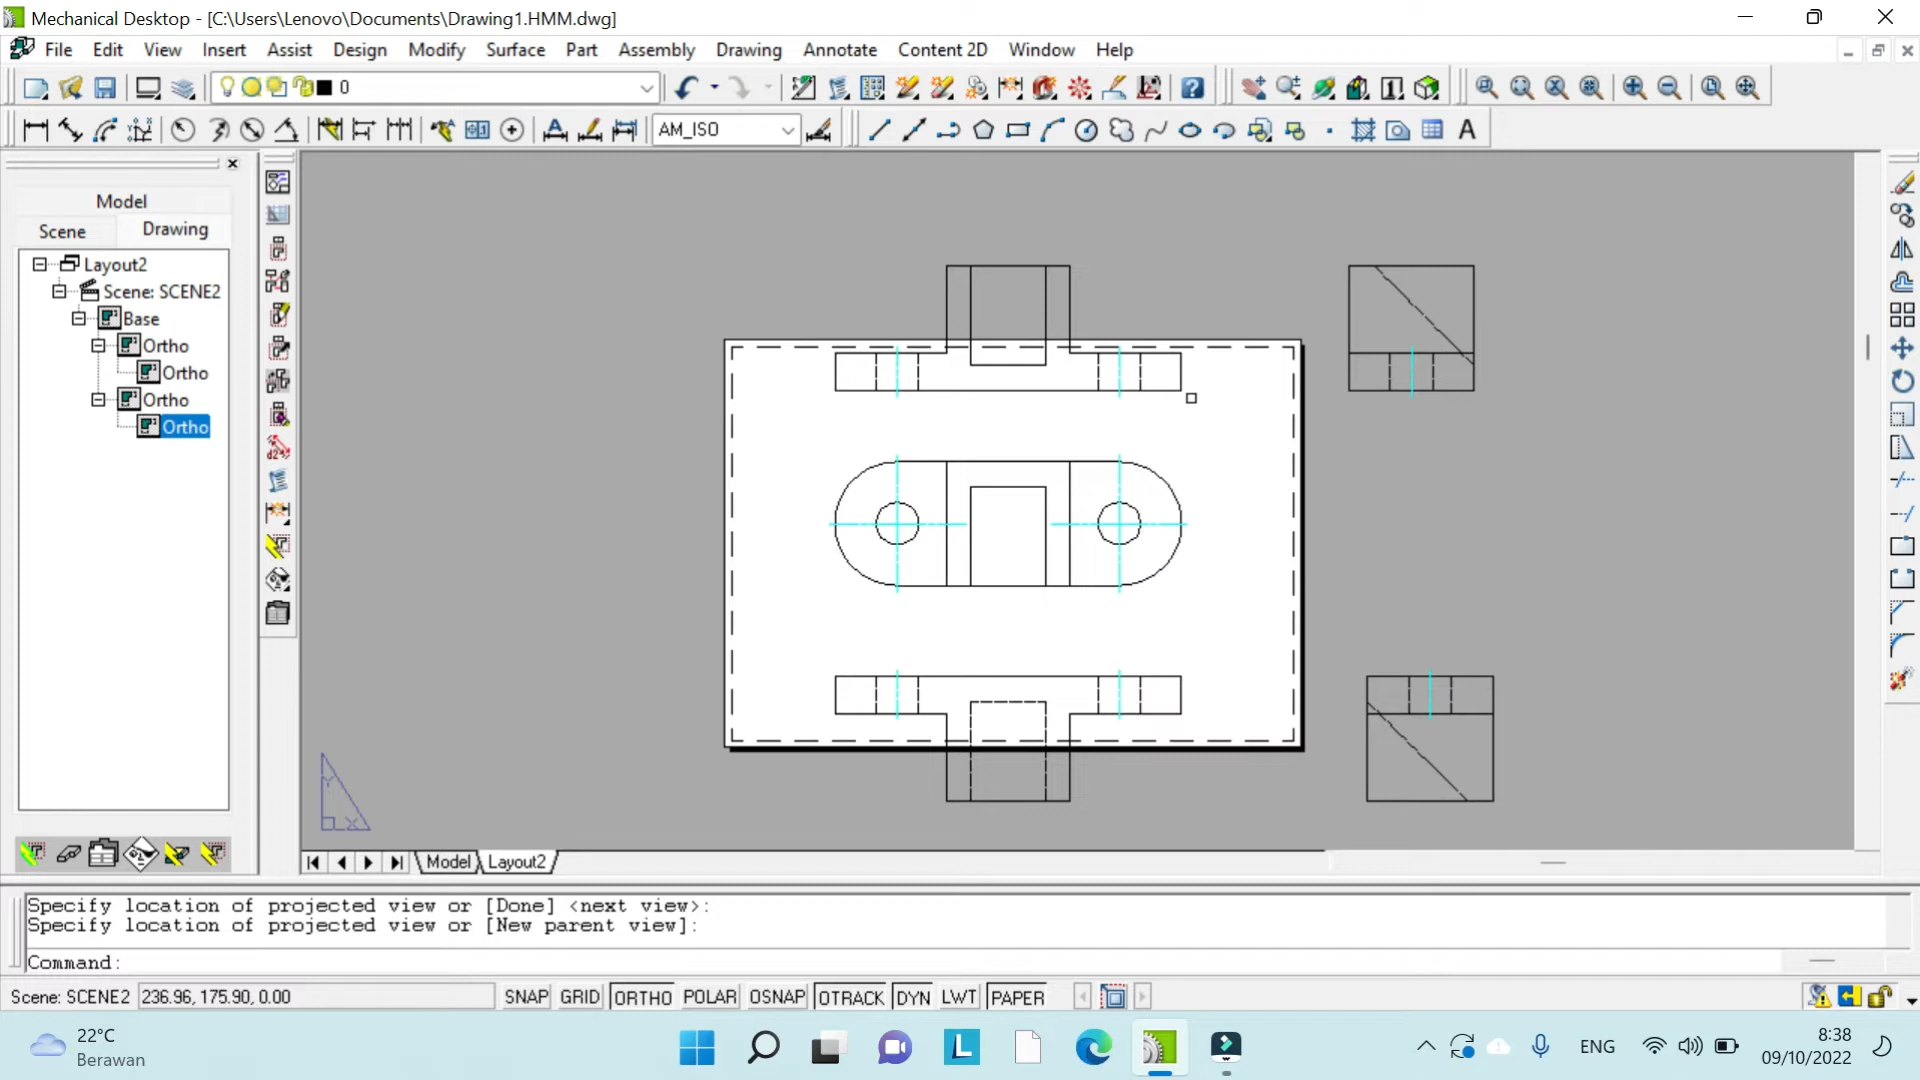 Mechanical Desktop - [C:\Users\Lenovo\Documents\Drawing1.HMM.dwg]
File Edit View Insert Assist Design Modify Surface Part Assembly Drawing Annotate Content 2D Window Help
0
AM_ISO
A
Model
Scene Drawing
Layout2
Scene: SCENE2
Base
Ortho
Ortho
Ortho
Ortho
Model Layout2
Specify location of projected view or [Done] <next view>:
Specify location of projected view or [New parent view]:
Command:
Scene: SCENE2 236.96, 175.90, 0.00 SNAP GRID ORTHO POLAR OSNAP OTRACK DYN LWT PAPER
22°C
Berawan
L
ENG
8:38
09/10/2022